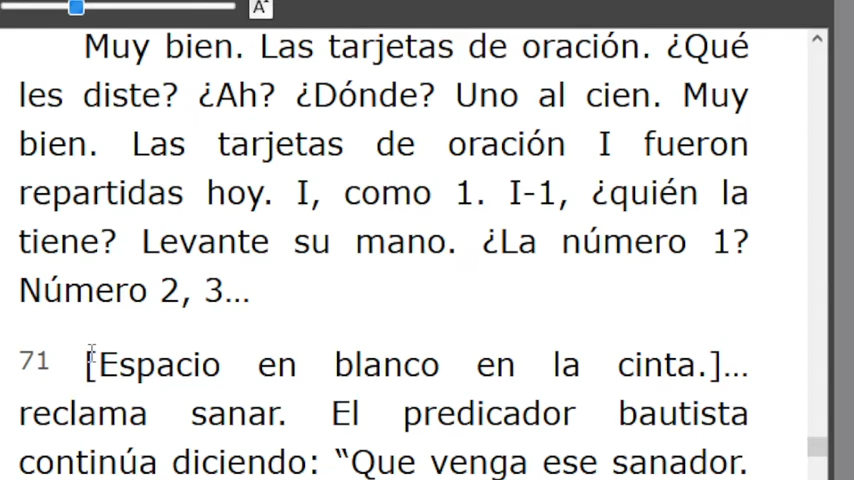 A
Muy bien. Las tarjetas de oración. ¿Qué
les diste? ¿Ah? ¿Dónde? Uno al cien. Muy
bien. Las tarjetas de oración I fueron
repartidas hoy. I, como 1. I-1, ¿quién la
tiene? Levante su mano. ¿La número 1?
Número 2, 3…
71 [Espacio en blanco en la cinta.]…
reclama sanar. El predicador bautista
continúa diciendo: “Que venga ese sanador.